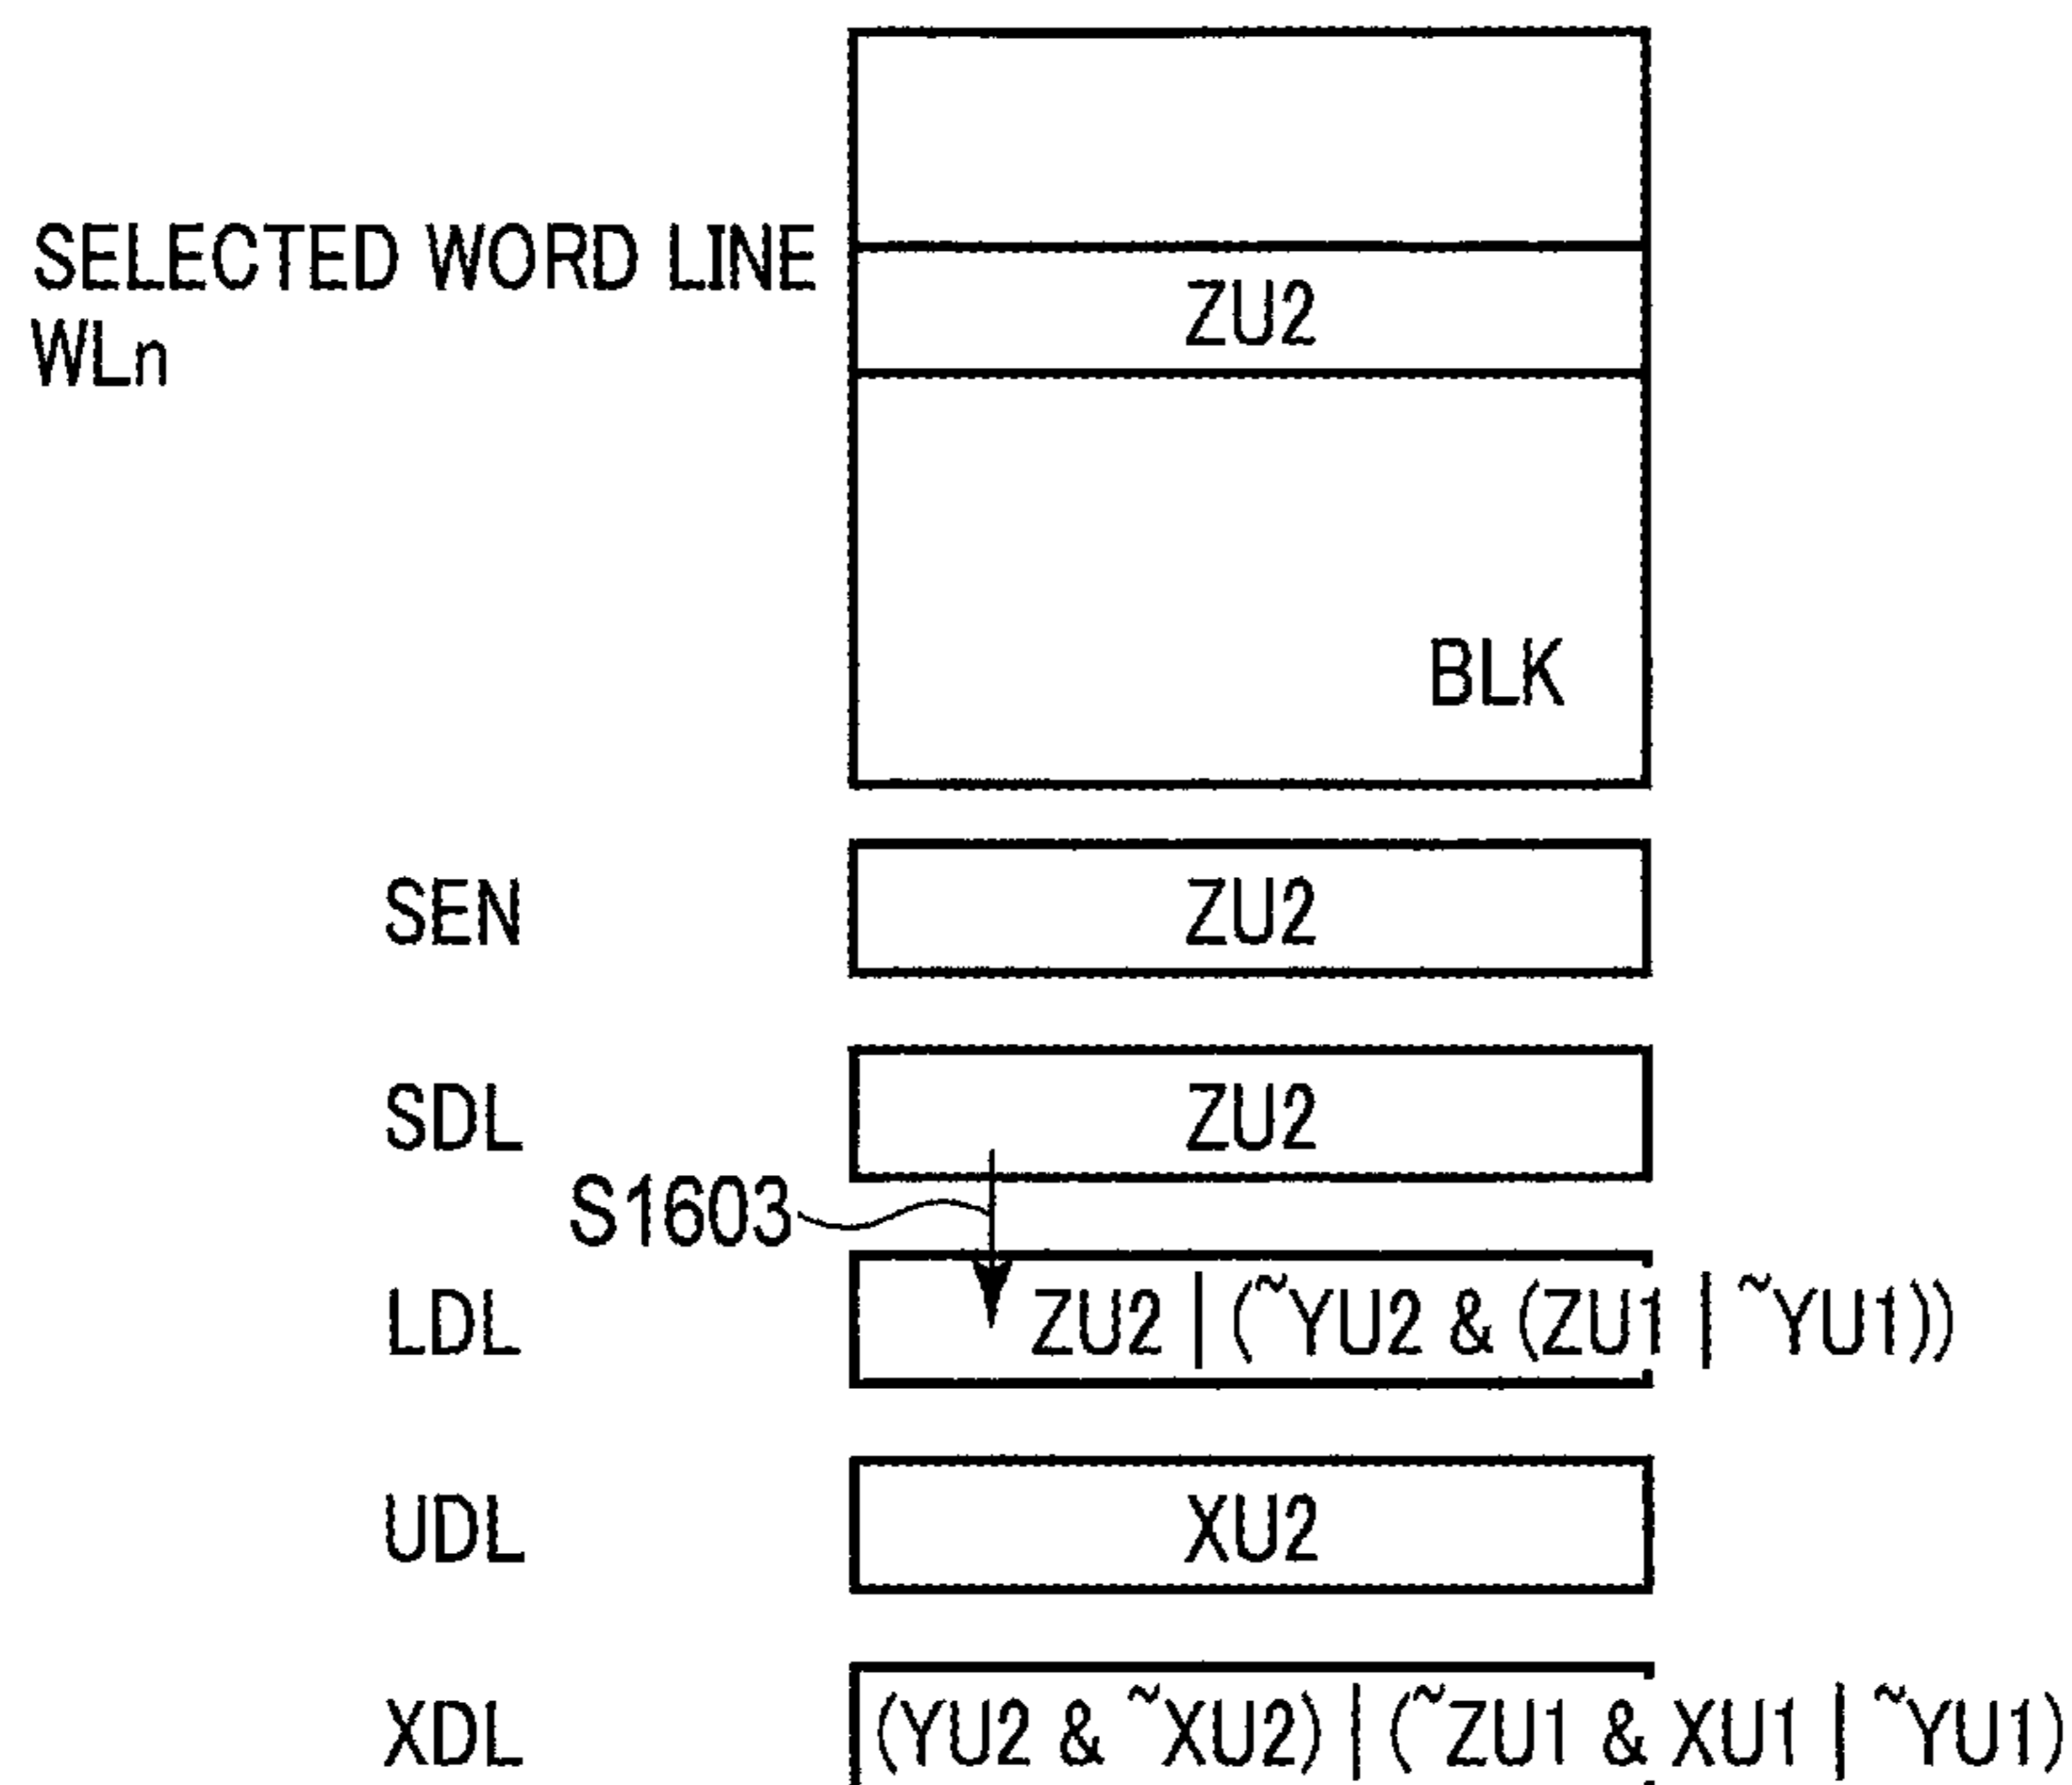 SELECTED WORD LINE
WLn
ZU2
BLK
SEN ZU2
SDL ZU2
S1603
LDL ZU2 | (~YU2 & (ZU1 | ~YU1))
UDL XU2
XDL (YU2 & ~XU2) | (~ZU1 & XU1 | ~YU1)